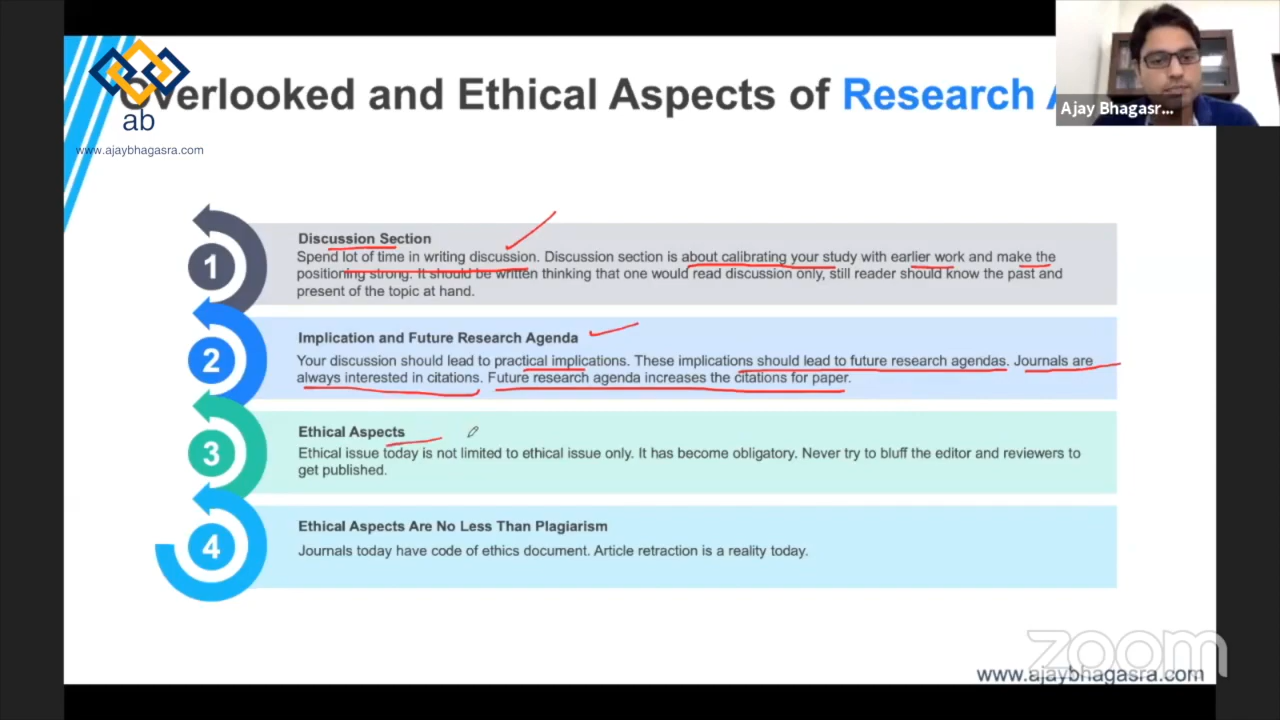 Overlooked and Ethical Aspects of Research
ab
www.ajaybhagasra.com
Ajay Bhagasr...
1
Discussion Section
Spend lot of time in writing discussion. Discussion section is about calibrating your study with earlier work and make the
positioning strong. It should be written thinking that one would read discussion only, still reader should know the past and
present of the topic at hand.
2
Implication and Future Research Agenda
Your discussion should lead to practical implications. These implications should lead to future research agendas. Journals are
always interested in citations. Future research agenda increases the citations for paper.
3
Ethical Aspects
Ethical issue today is not limited to ethical issue only. It has become obligatory. Never try to bluff the editor and reviewers to
get published.
4
Ethical Aspects Are No Less Than Plagiarism
Journals today have code of ethics document. Article retraction is a reality today.
zoom
www.ajaybhagasra.com